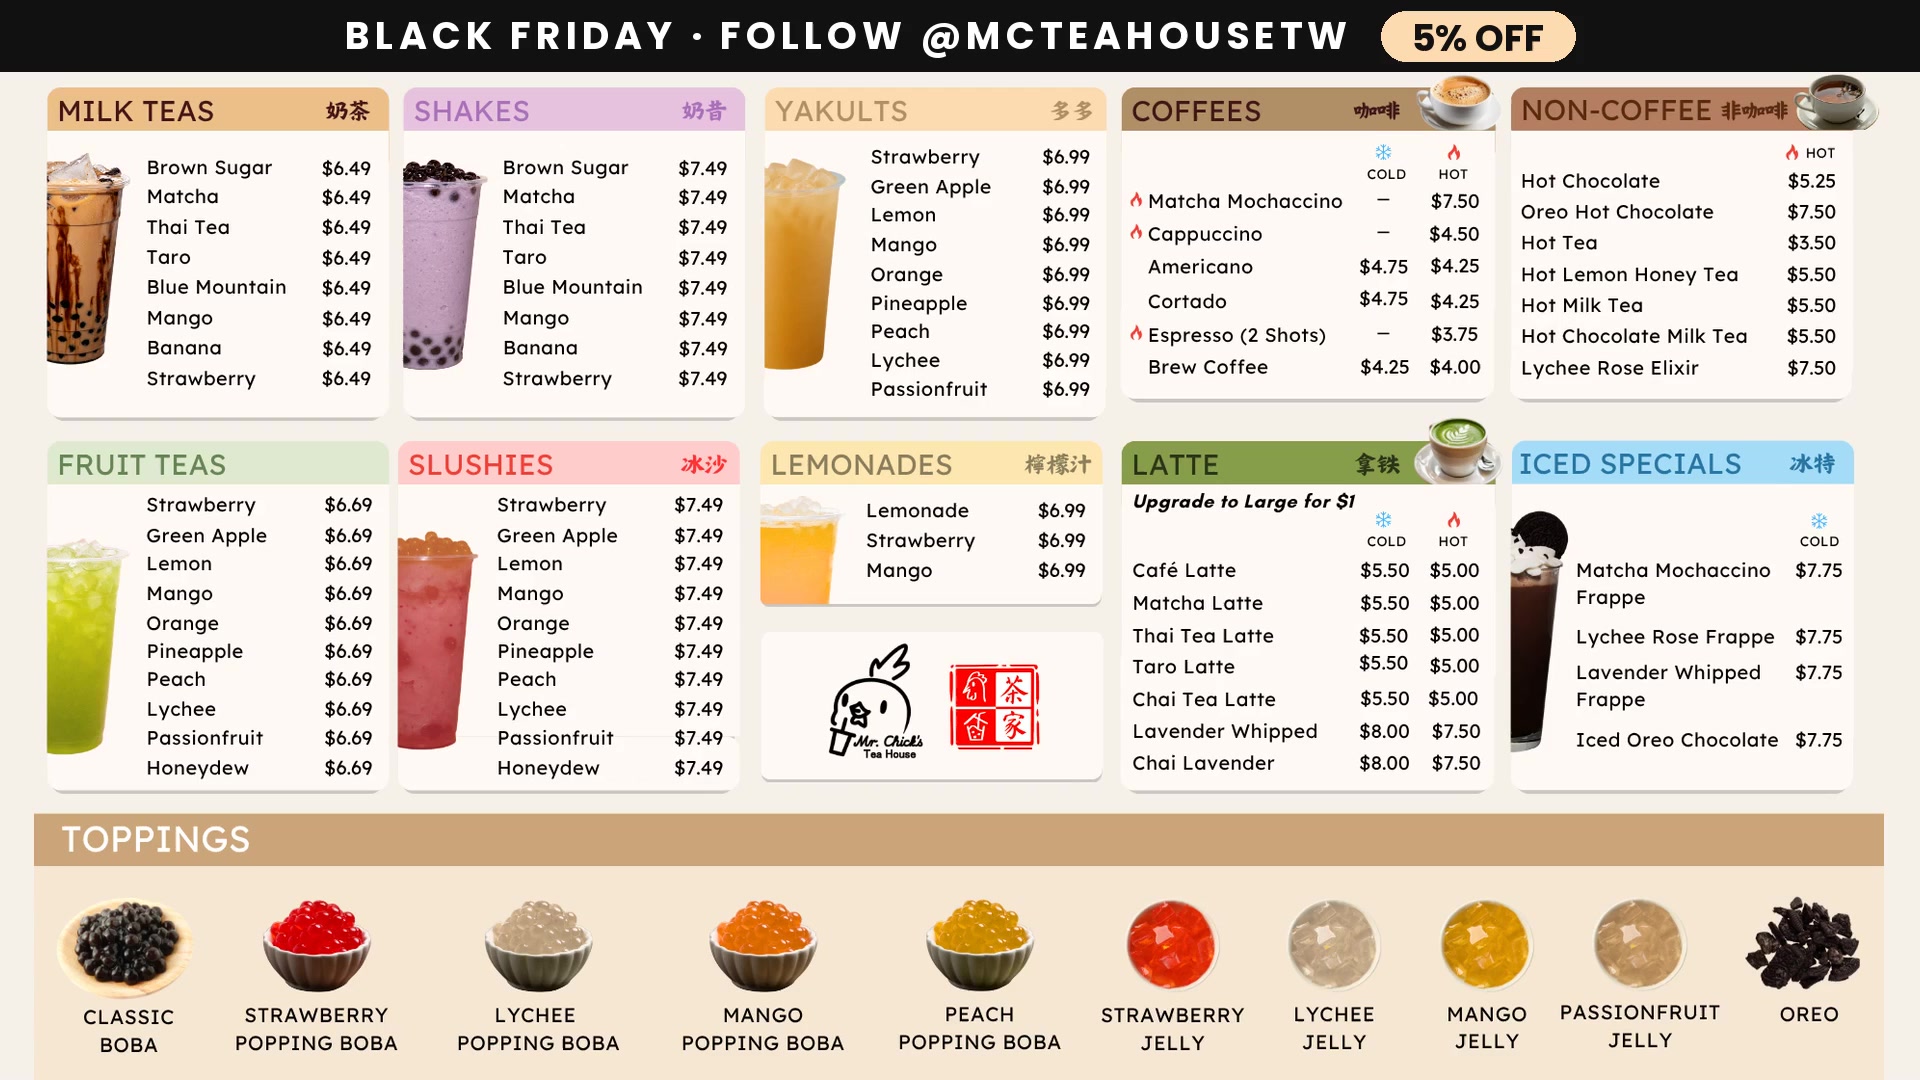 BLACK FRIDAY · FOLLOW @MCTEAHOUSETW 5% OFF
MILK TEAS 奶茶
Brown Sugar $6.49
Matcha $6.49
Thai Tea $6.49
Taro $6.49
Blue Mountain $6.49
Mango $6.49
Banana $6.49
Strawberry $6.49
SHAKES 奶昔
Brown Sugar $7.49
Matcha $7.49
Thai Tea $7.49
Taro $7.49
Blue Mountain $7.49
Mango $7.49
Banana $7.49
Strawberry $7.49
YAKULTS 多多
Strawberry $6.99
Green Apple $6.99
Lemon $6.99
Mango $6.99
Orange $6.99
Pineapple $6.99
Peach $6.99
Lychee $6.99
Passionfruit $6.99
COFFEES 咖啡
COLD HOT
Matcha Mochaccino – $7.50
Cappuccino – $4.50
Americano $4.75 $4.25
Cortado $4.75 $4.25
Espresso (2 Shots) – $3.75
Brew Coffee $4.25 $4.00
NON-COFFEE 非咖啡
HOT
Hot Chocolate $5.25
Oreo Hot Chocolate $7.50
Hot Tea $3.50
Hot Lemon Honey Tea $5.50
Hot Milk Tea $5.50
Hot Chocolate Milk Tea $5.50
Lychee Rose Elixir $7.50
FRUIT TEAS
Strawberry $6.69
Green Apple $6.69
Lemon $6.69
Mango $6.69
Orange $6.69
Pineapple $6.69
Peach $6.69
Lychee $6.69
Passionfruit $6.69
Honeydew $6.69
SLUSHIES 冰沙
Strawberry $7.49
Green Apple $7.49
Lemon $7.49
Mango $7.49
Orange $7.49
Pineapple $7.49
Peach $7.49
Lychee $7.49
Passionfruit $7.49
Honeydew $7.49
LEMONADES 檸檬汁
Lemonade $6.99
Strawberry $6.99
Mango $6.99
Mr. Chick's
Tea House
茶
家
LATTE 拿铁
Upgrade to Large for $1
COLD HOT
Café Latte $5.50 $5.00
Matcha Latte $5.50 $5.00
Thai Tea Latte $5.50 $5.00
Taro Latte $5.50 $5.00
Chai Tea Latte $5.50 $5.00
Lavender Whipped $8.00 $7.50
Chai Lavender $8.00 $7.50
ICED SPECIALS 冰特
COLD
Matcha Mochaccino $7.75
Frappe
Lychee Rose Frappe $7.75
Lavender Whipped $7.75
Frappe
Iced Oreo Chocolate $7.75
TOPPINGS
CLASSIC
BOBA
STRAWBERRY
POPPING BOBA
LYCHEE
POPPING BOBA
MANGO
POPPING BOBA
PEACH
POPPING BOBA
STRAWBERRY
JELLY
LYCHEE
JELLY
MANGO
JELLY
PASSIONFRUIT
JELLY
OREO